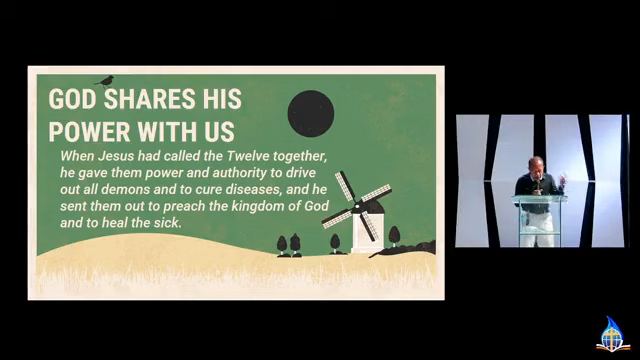 GOD SHARES HIS
POWER WITH US
When Jesus had called the Twelve together,
he gave them power and authority to drive
out all demons and to cure diseases, and he
sent them out to preach the kingdom of God
and to heal the sick.